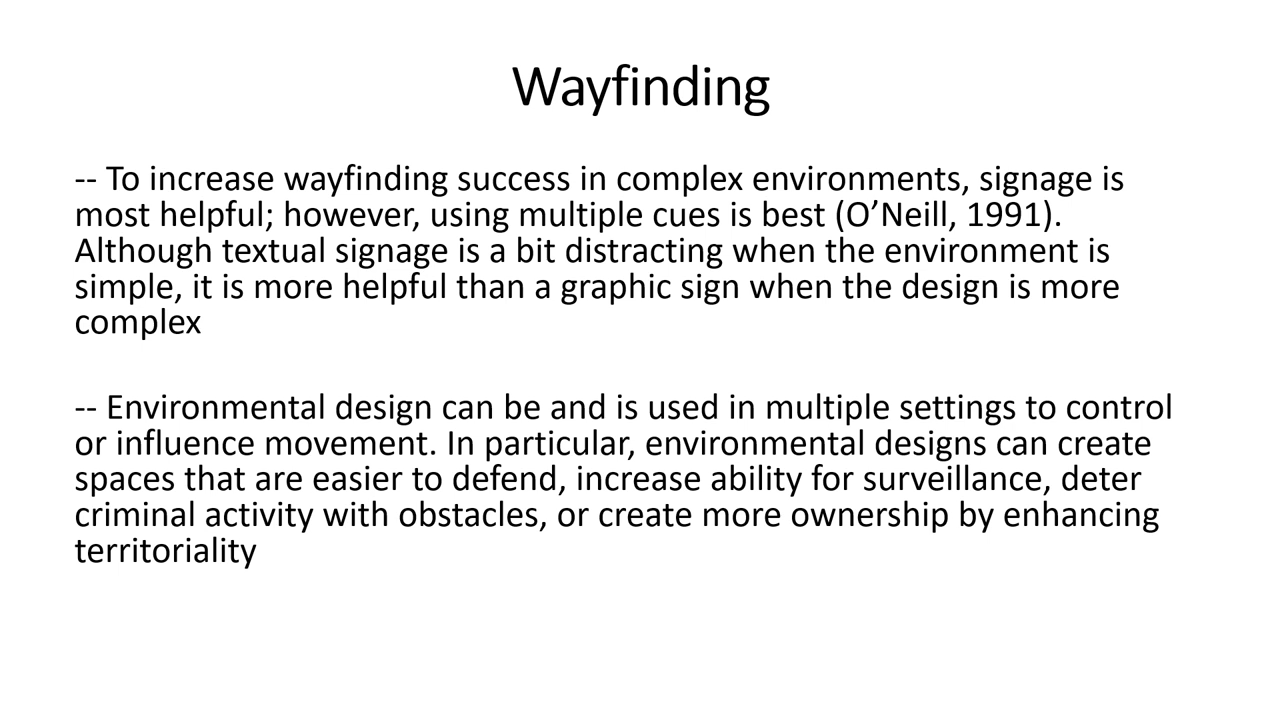 Wayfinding
-- To increase wayfinding success in complex environments, signage is
most helpful; however, using multiple cues is best (O’Neill, 1991).
Although textual signage is a bit distracting when the environment is
simple, it is more helpful than a graphic sign when the design is more
complex
-- Environmental design can be and is used in multiple settings to control
or influence movement. In particular, environmental designs can create
spaces that are easier to defend, increase ability for surveillance, deter
criminal activity with obstacles, or create more ownership by enhancing
territoriality